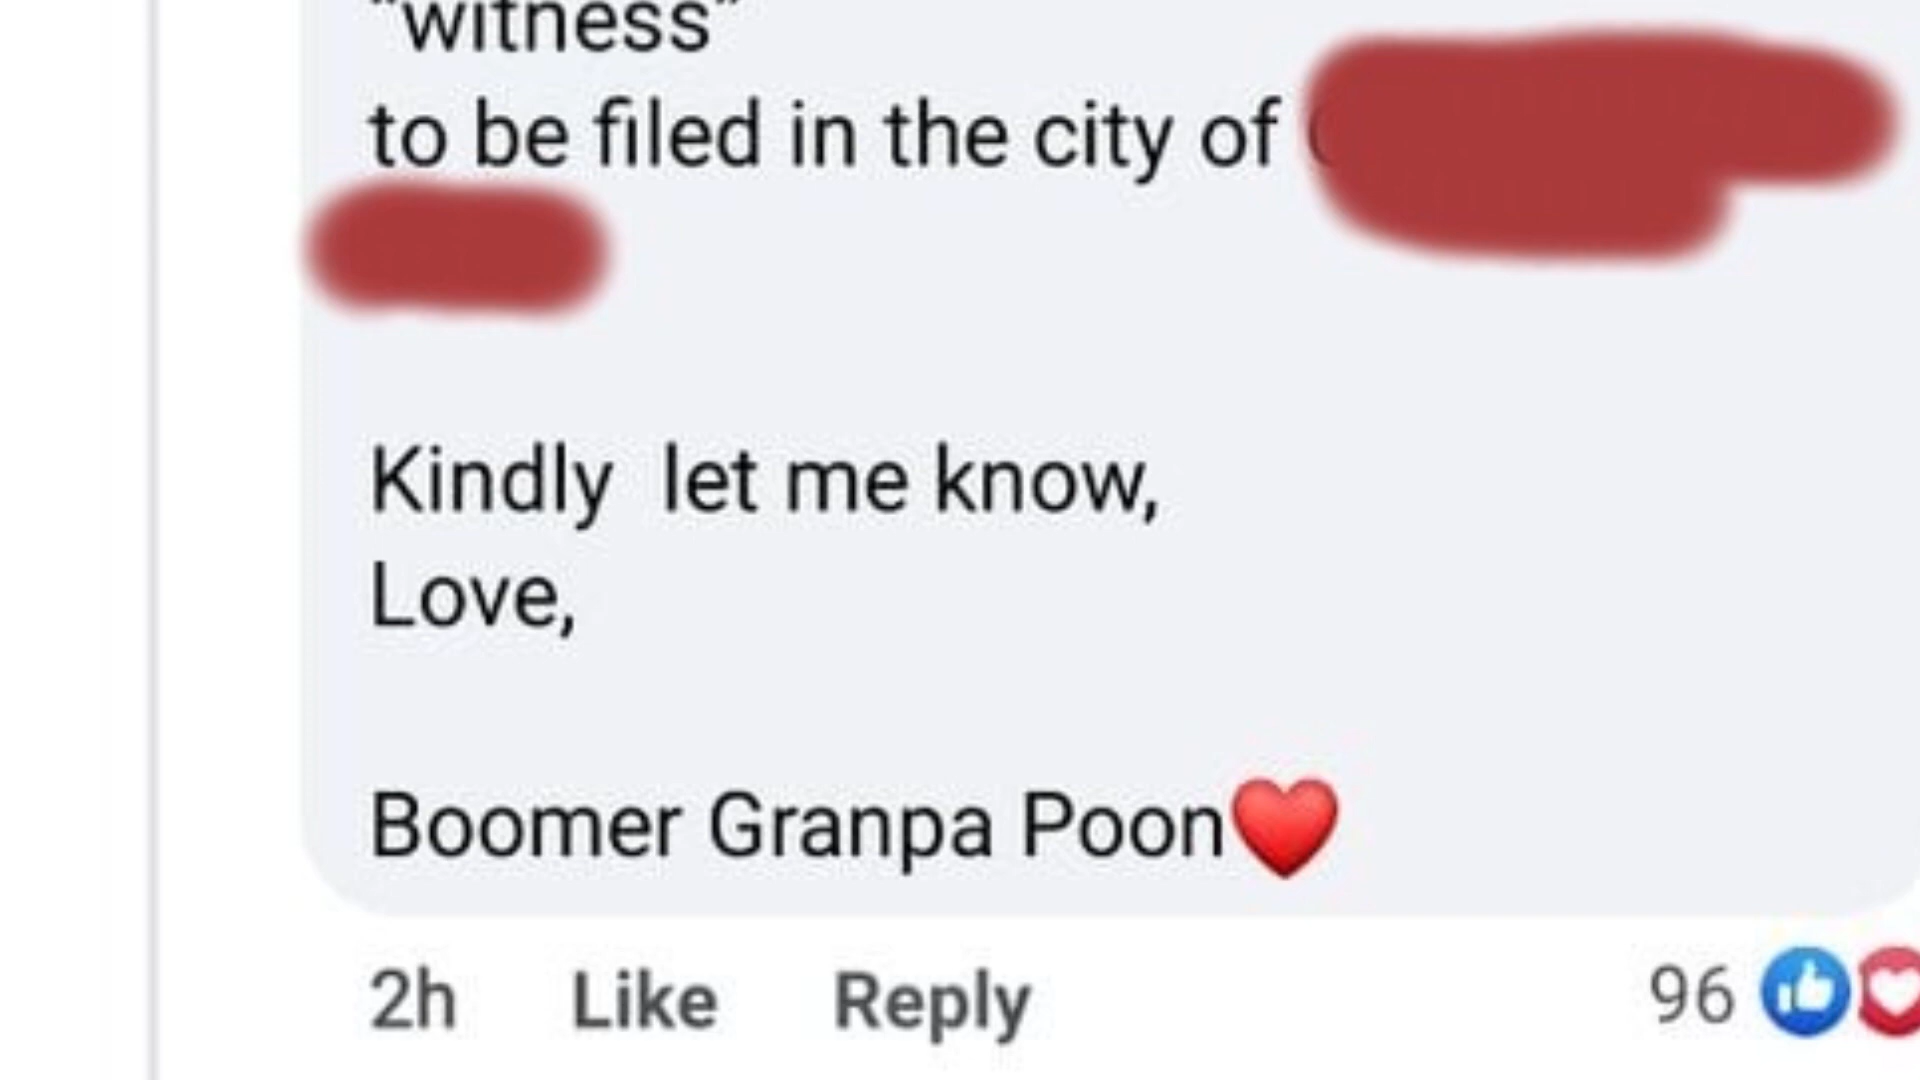 "witness"
to be filed in the city of
Kindly  let me know,
Love,
Boomer Granpa Poon❤️
2h Like Reply 96